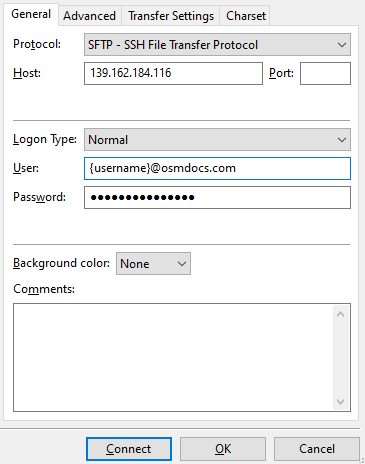 General Advanced Transfer Settings Charset
Protocol: SFTP - SSH File Transfer Protocol
Host: 139.162.184.116 Port:
Logon Type: Normal
User: {username}@osmdocs.com
Password: ●●●●●●●●●●●●●●●
Background color: None
Comments:
Connect OK Cancel